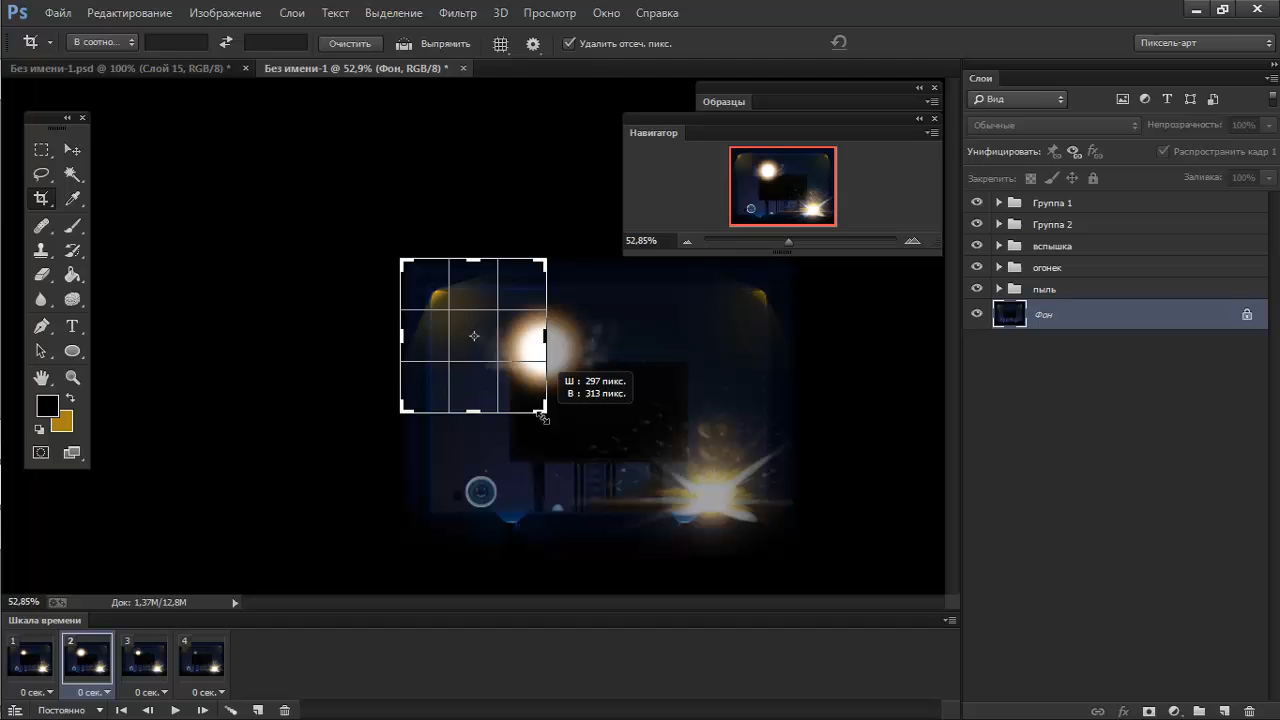 Ps Файл Редактирование Изображение Слои Текст Выделение Фильтр 3D Просмотр Окно Справка
В соотно... Очистить Выпрямить Удалить отсеч. пикс. Пиксель-арт
Без имени-1.psd @ 100% (Слой 15, RGB/8) * × Без имени-1 @ 52,9% (Фон, RGB/8) * ×
Слои
Образцы
Вид
Навигатор
Обычные Непрозрачность: 100%
Унифицировать: Распространить кадр 1
Закрепить: Заливка: 100%
Группа 1
Группа 2
52,85%
вспышка
огонек
пыль
Фон
Ш : 297 пикс.
В : 313 пикс.
52,85% Док: 1,37M/12,8M
Шкала времени
1 2 3 4
0 сек. 0 сек. 0 сек. 0 сек.
Постоянно
fx